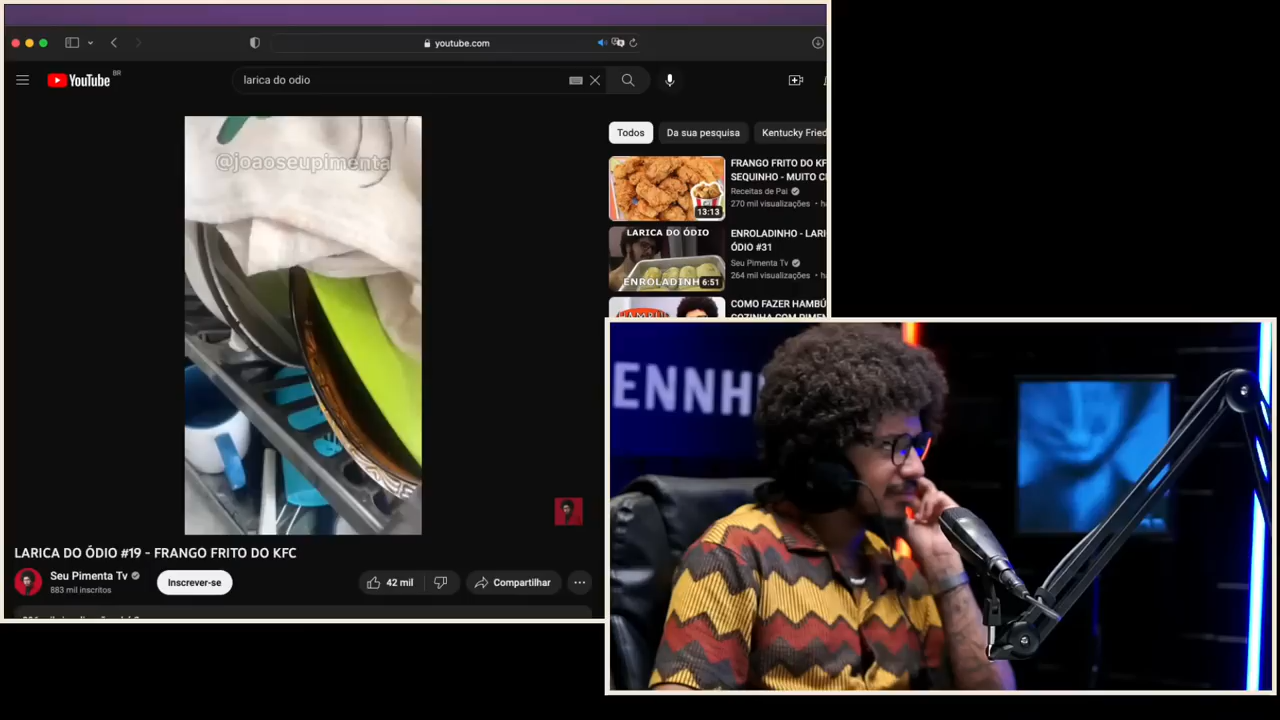 youtube.com
YouTube BR
larica do odio
@joaoseupimenta
Todos
Da sua pesquisa
Kentucky Fried
FRANGO FRITO DO KF
SEQUINHO - MUITO C
Receitas de Pai
270 mil visualizações
13:13
LARICA DO ÓDIO
ENROLADINH
6:51
ENROLADINHO - LARI
ÓDIO #31
Seu Pimenta Tv
264 mil visualizações
COMO FAZER HAMBÚ
ENNH
LARICA DO ÓDIO #19 - FRANGO FRITO DO KFC
Seu Pimenta Tv
883 mil inscritos
Inscrever-se
42 mil
Compartilhar